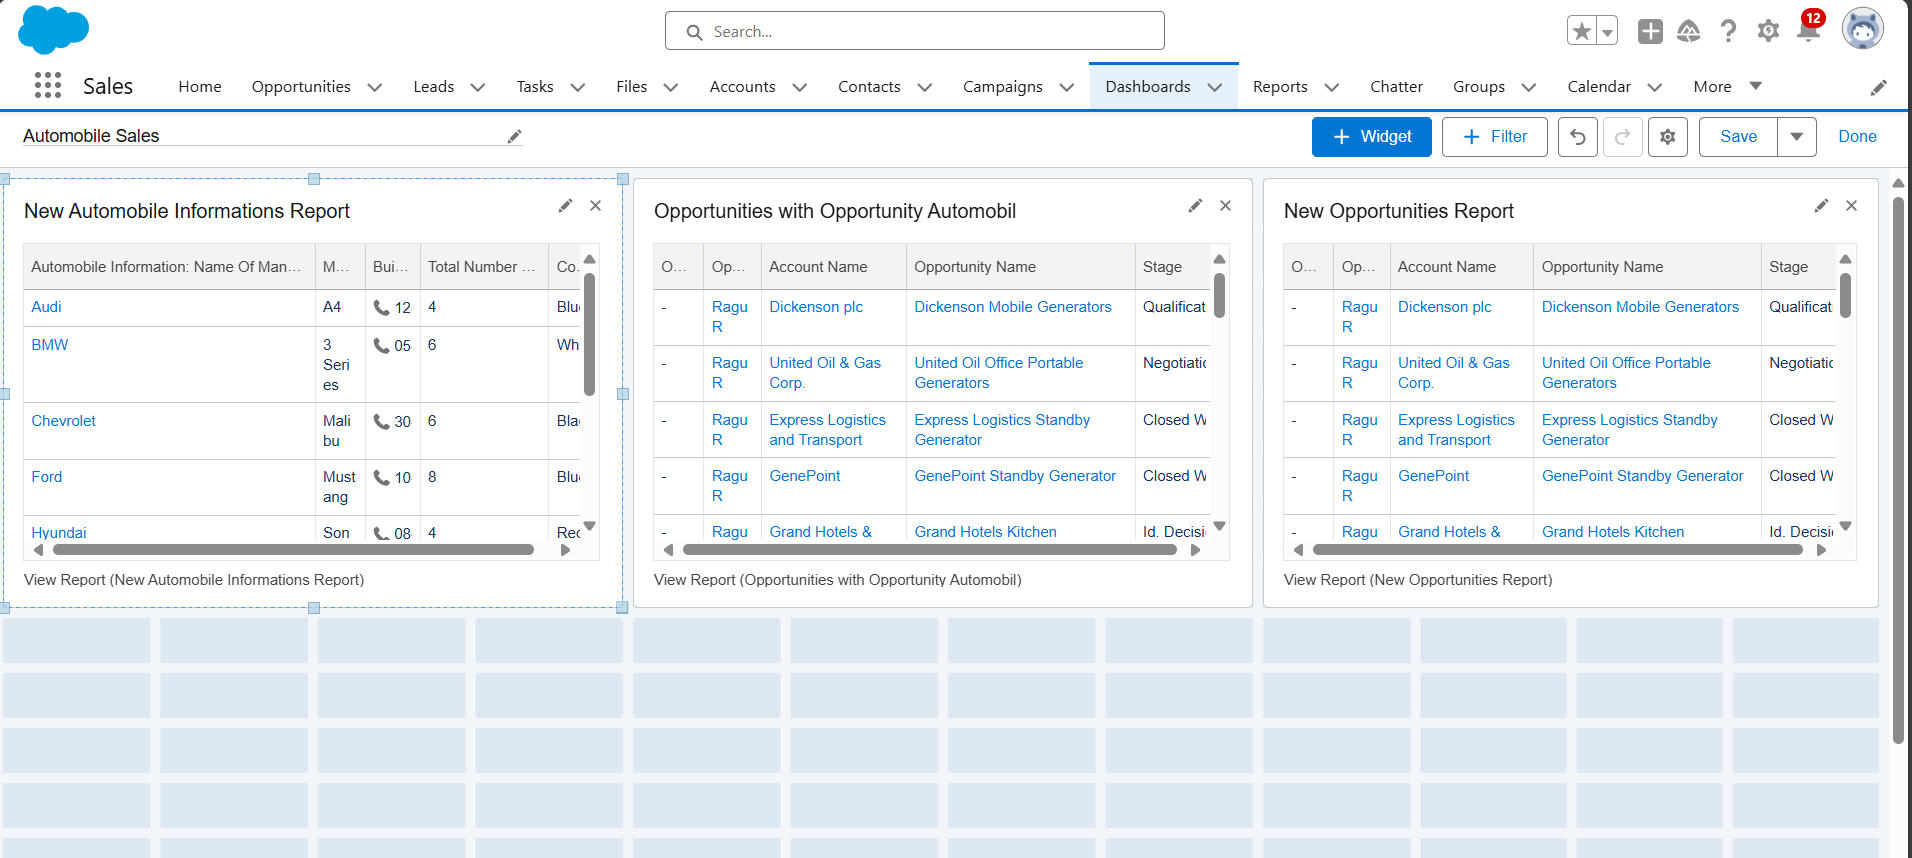 Search...
12
Sales
Home Opportunities Leads Tasks Files Accounts Contacts Campaigns Dashboards Reports Chatter Groups Calendar More
Automobile Sales
+ Widget + Filter Save Done
New Automobile Informations Report
Automobile Information: Name Of Man... M... Bui... Total Number ... Co.
Audi A4 12 4 Blu
BMW 3 Seri es 05 6 Wh
Chevrolet Mali bu 30 6 Bla
Ford Must ang 10 8 Blu
Hyundai Son 08 4 Rec
View Report (New Automobile Informations Report)
Opportunities with Opportunity Automobil
O... Op... Account Name Opportunity Name Stage
- Ragu R Dickenson plc Dickenson Mobile Generators Qualificat
- Ragu R United Oil & Gas Corp. United Oil Office Portable Generators Negotiatic
- Ragu R Express Logistics and Transport Express Logistics Standby Generator Closed W
- Ragu R GenePoint GenePoint Standby Generator Closed W
- Ragu Grand Hotels & Grand Hotels Kitchen Id. Decisi
View Report (Opportunities with Opportunity Automobil)
New Opportunities Report
O... Op... Account Name Opportunity Name Stage
- Ragu R Dickenson plc Dickenson Mobile Generators Qualificat
- Ragu R United Oil & Gas Corp. United Oil Office Portable Generators Negotiatic
- Ragu R Express Logistics and Transport Express Logistics Standby Generator Closed W
- Ragu R GenePoint GenePoint Standby Generator Closed W
- Ragu Grand Hotels & Grand Hotels Kitchen Id. Decisi
View Report (New Opportunities Report)